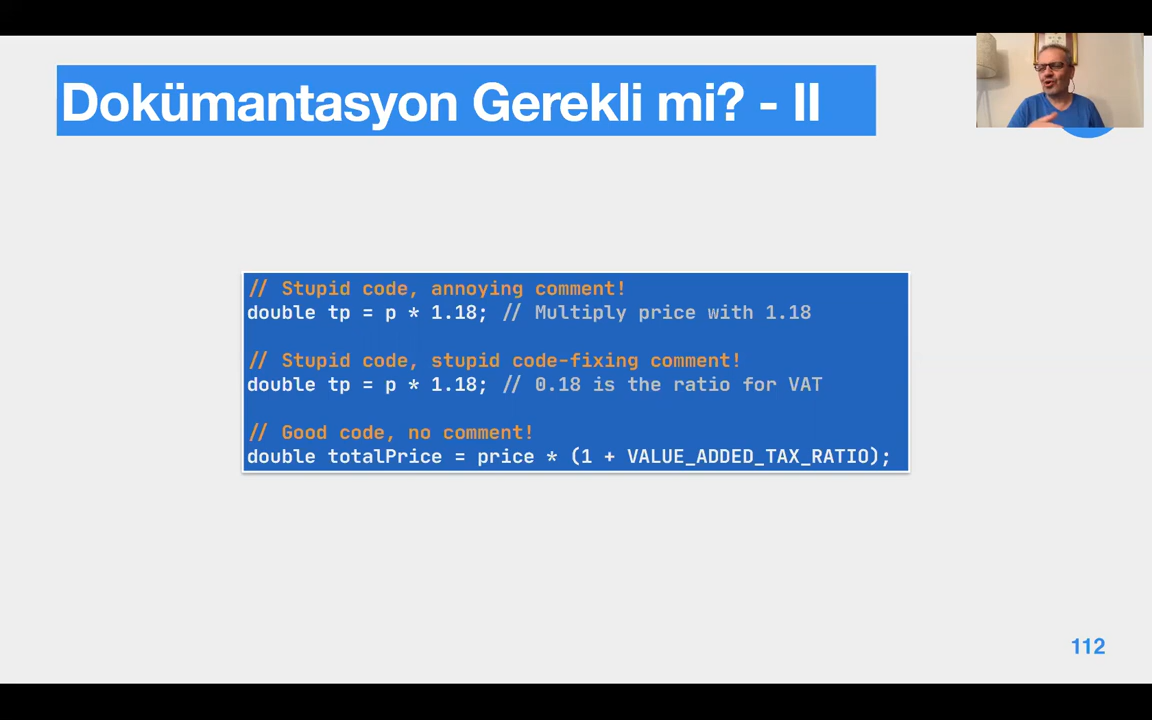 Dokümantasyon Gerekli mi? - II
// Stupid code, annoying comment!
double tp = p * 1.18; // Multiply price with 1.18
// Stupid code, stupid code-fixing comment!
double tp = p * 1.18; // 0.18 is the ratio for VAT
// Good code, no comment!
double totalPrice = price * (1 + VALUE_ADDED_TAX_RATIO);
112